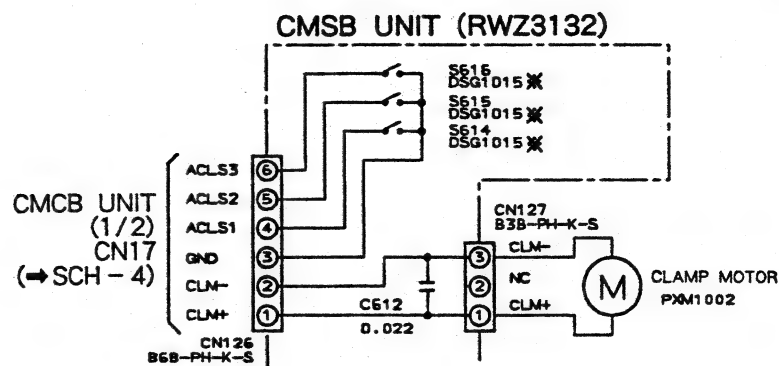 CMSB UNIT (RWZ3132)
S616
DSG1015※
S615
DSG1015※
S614
DSG1015※
CMCB UNIT
(1/2)
CN17
(➡SCH-4)
ACLS3 6
ACLS2 5
ACLS1 4
GND 3
CLM- 2
CLM+ 1
CN126
B6B-PH-K-S
C612
0.022
CN127
B3B-PH-K-S
3 CLM-
2 NC
1 CLM+
M
CLAMP MOTOR
PXM1002